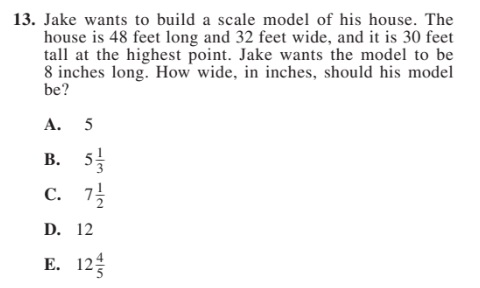 13. Jake wants to build a scale model of his house. The
house is 48 feet long and 32 feet wide, and it is 30 feet
tall at the highest point. Jake wants the model to be
8 inches long. How wide, in inches, should his model
be?
A. 5
B. 5 1/3
C. 7 1/2
D. 12
E. 12 4/5